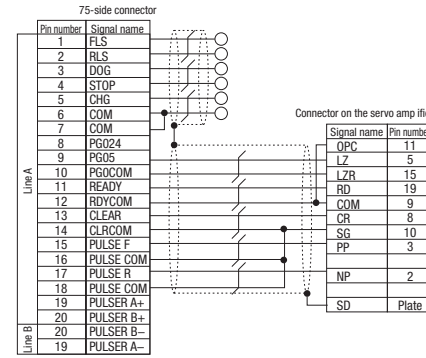 75-side connector
Pin number Signal name
1 FLS
2 RLS
3 DOG
4 STOP
5 CHG
6 COM
7 COM
8 PG024
9 PG05
10 PG0COM
11 READY
12 RDYCOM
13 CLEAR
14 CLRCOM
15 PULSE F
16 PULSE COM
17 PULSE R
18 PULSE COM
19 PULSER A+
20 PULSER B+
20 PULSER B−
19 PULSER A−
Line A
Line B
Connector on the servo amp ifie
Signal name Pin numbe
OPC 11
LZ 5
LZR 15
RD 19
COM 9
CR 8
SG 10
PP 3
NP 2
SD Plate